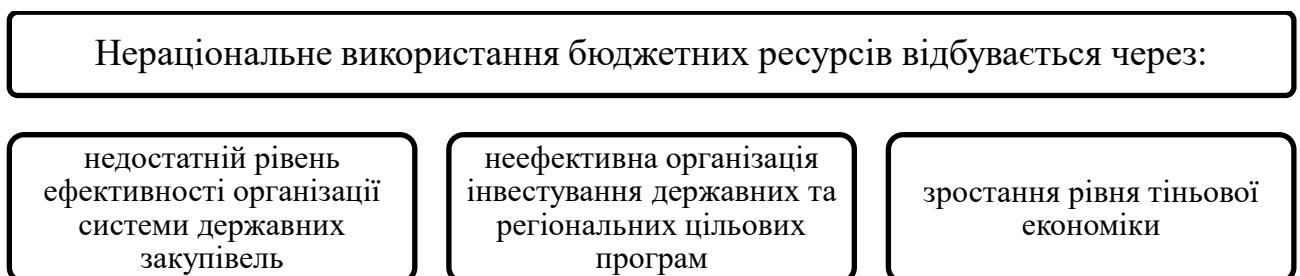 Нераціональне використання бюджетних ресурсів відбувається через:
недостатній рівень
ефективності організації
системи державних
закупівель
неефективна організація
інвестування державних та
регіональних цільових
програм
зростання рівня тіньової
економіки